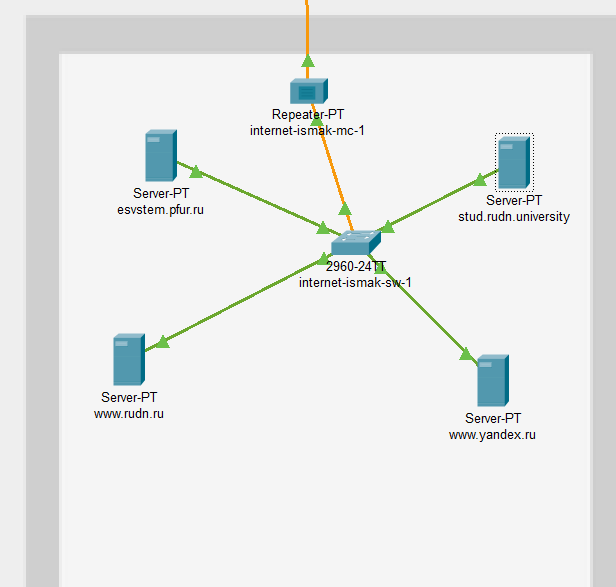 Repeater-PT
internet-ismak-mc-1
Server-PT
esvstem.pfur.ru
Server-PT
stud.rudn.university
2960-24TT
internet-ismak-sw-1
Server-PT
www.rudn.ru
Server-PT
www.yandex.ru